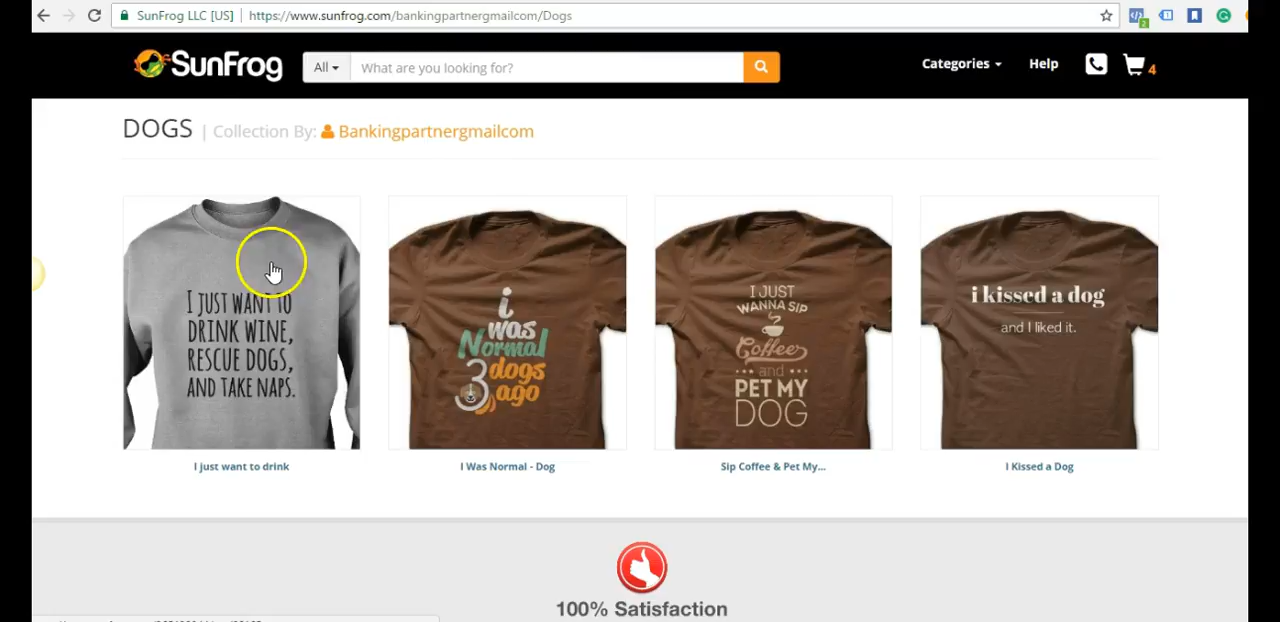 SunFrog LLC [US] https://www.sunfrog.com/bankingpartnergmailcom/Dogs
2
SunFrog All What are you looking for? Categories Help 4
DOGS | Collection By: Bankingpartnergmailcom
I JUST WANT TO
DRINK WINE,
RESCUE DOGS,
AND TAKE NAPS.
i
was
Normal
3 dogs
ago
I JUST
WANNA SIP
Coffee
and
PET MY
DOG
i kissed a dog
and I liked it.
I just want to drink
I Was Normal - Dog
Sip Coffee & Pet My...
I Kissed a Dog
100% Satisfaction